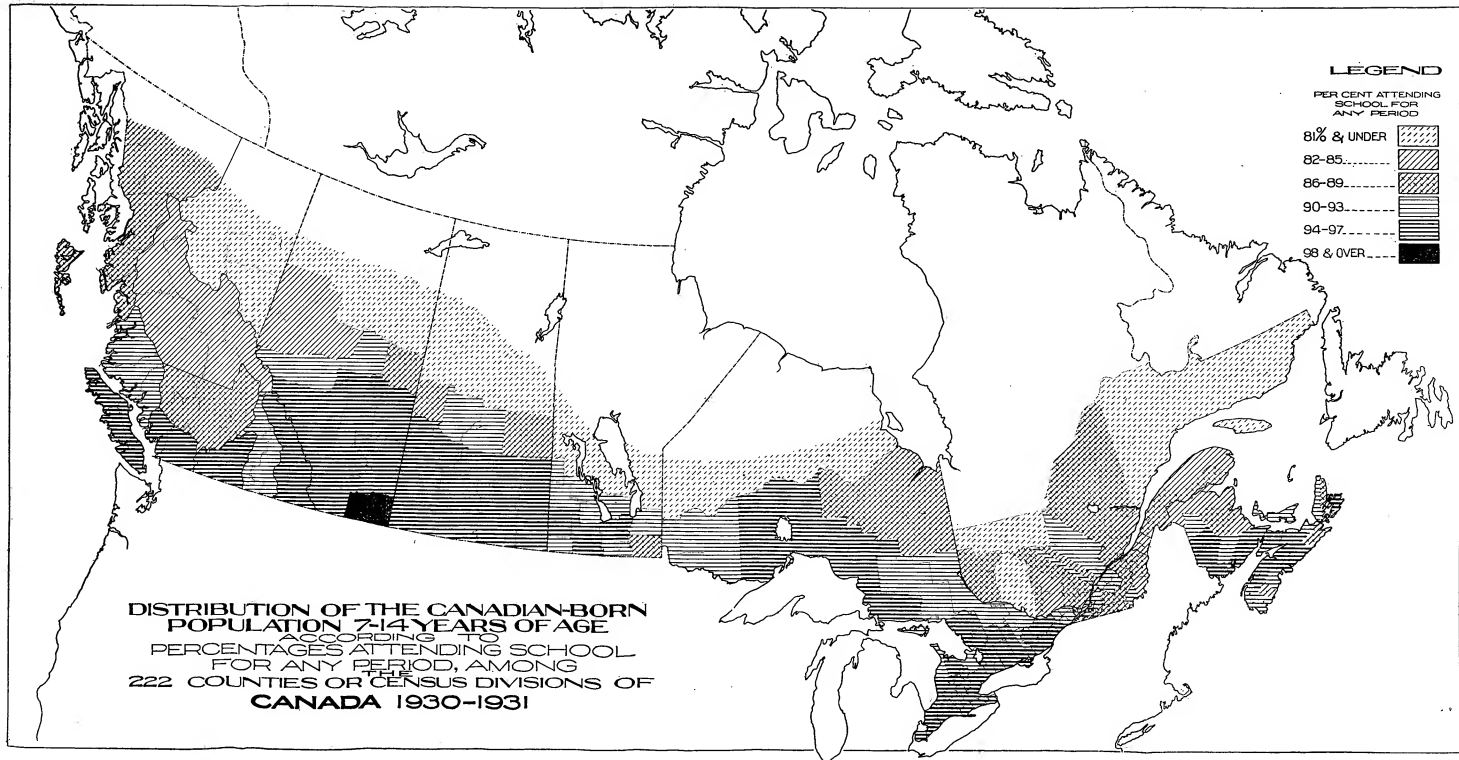 LEGEND
PER CENT ATTENDING
SCHOOL FOR
ANY PERIOD
81% & UNDER
82-85
86-89
90-93
94-97
98 & OVER
DISTRIBUTION OF THE CANADIAN-BORN
POPULATION 7-14 YEARS OF AGE
ACCORDING TO
PERCENTAGES ATTENDING SCHOOL
FOR ANY PERIOD, AMONG
THE
222 COUNTIES OR CENSUS DIVISIONS OF
CANADA 1930-1931